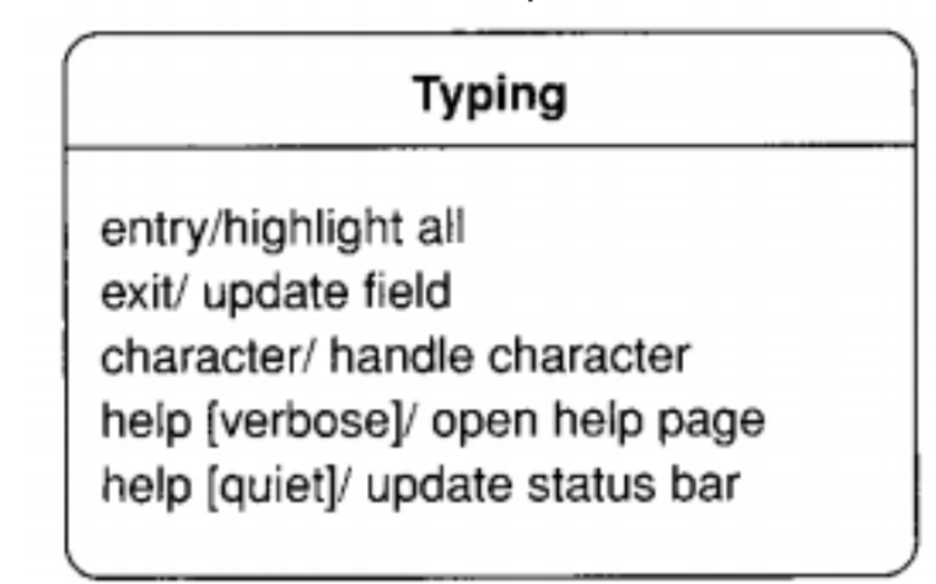 Typing
entry/highlight all
exit/ update field
character/ handle character
help [verbose]/ open help page
help [quiet]/ update status bar